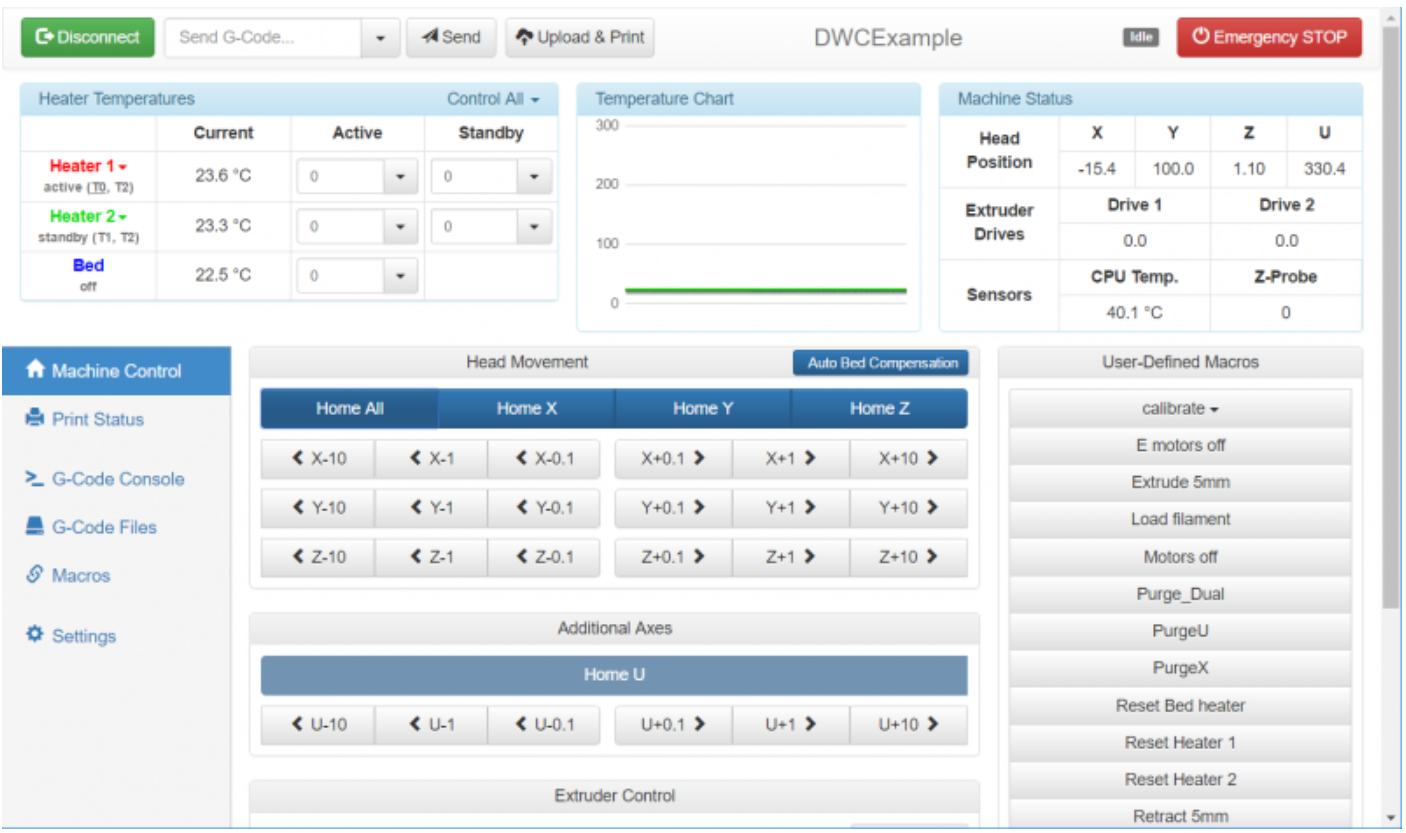 Disconnect Send G-Code... Send Upload & Print DWCExample Idle Emergency STOP
Heater Temperatures Control All
Current Active Standby
Heater 1 23.6 °C 0 0
active (T0, T2)
Heater 2 23.3 °C 0 0
standby (T1, T2)
Bed 22.5 °C 0
off
Temperature Chart
300
200
100
0
Machine Status
Head Position X Y Z U
-15.4 100.0 1.10 330.4
Extruder Drives Drive 1 Drive 2
0.0 0.0
Sensors CPU Temp. Z-Probe
40.1 °C 0
Machine Control
Print Status
G-Code Console
G-Code Files
Macros
Settings
Head Movement Auto Bed Compensation
Home All Home X Home Y Home Z
X-10 X-1 X-0.1 X+0.1 X+1 X+10
Y-10 Y-1 Y-0.1 Y+0.1 Y+1 Y+10
Z-10 Z-1 Z-0.1 Z+0.1 Z+1 Z+10
Additional Axes
Home U
U-10 U-1 U-0.1 U+0.1 U+1 U+10
Extruder Control
User-Defined Macros
calibrate
E motors off
Extrude 5mm
Load filament
Motors off
Purge_Dual
PurgeU
PurgeX
Reset Bed heater
Reset Heater 1
Reset Heater 2
Retract 5mm